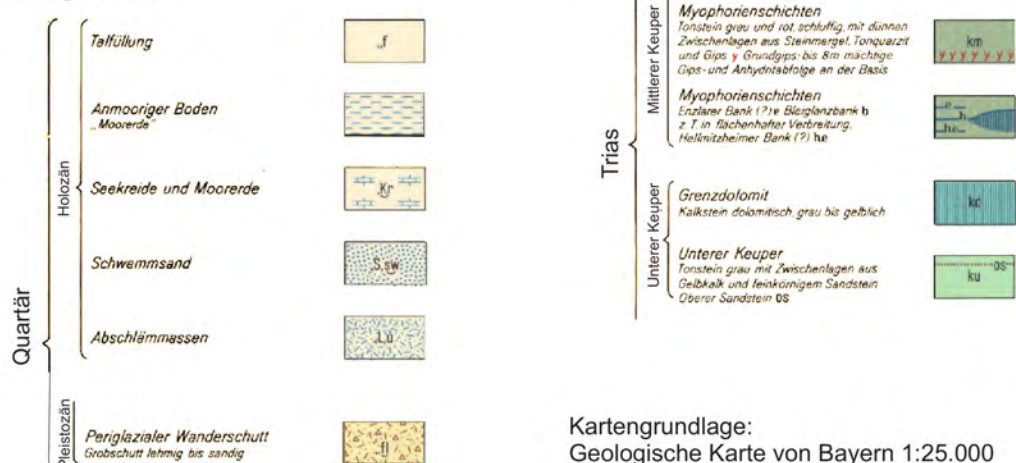 Quartär
Holozän
Talfüllung
,,f
Anmooriger Boden
„Moorerde"
Seekreide und Moorerde
,,Kr
Schwemmsand
,,S,sw
Abschlämmassen
,,Lu
Pleistozän
Periglazialer Wanderschutt
Grobschutt lehmig bis sandig
fl
Trias
Mittlerer Keuper
Myophorienschichten
Tonstein grau und rot, schluffig, mit dünnen
Zwischenlagen aus Steinmergel, Tonquarzit
und Gips y Grundgips-bis 8m mächtige
Gips-und Anhydritabfolge an der Basis
km
y y y y y y y
Myophorienschichten
Enzlarer Bank (?) e Bleiglanzbank b
z. T. in flächenhafter Verbreitung,
Hellmitzheimer Bank (?) he
e
b
he
Unterer Keuper
Grenzdolomit
Kalkstein dolomitisch, grau bis gelblich
kd
Unterer Keuper
Tonstein grau mit Zwischenlagen aus
Gelbkalk und feinkörnigem Sandstein
Oberer Sandstein OS
OS
ku
Kartengrundlage:
Geologische Karte von Bayern 1:25.000